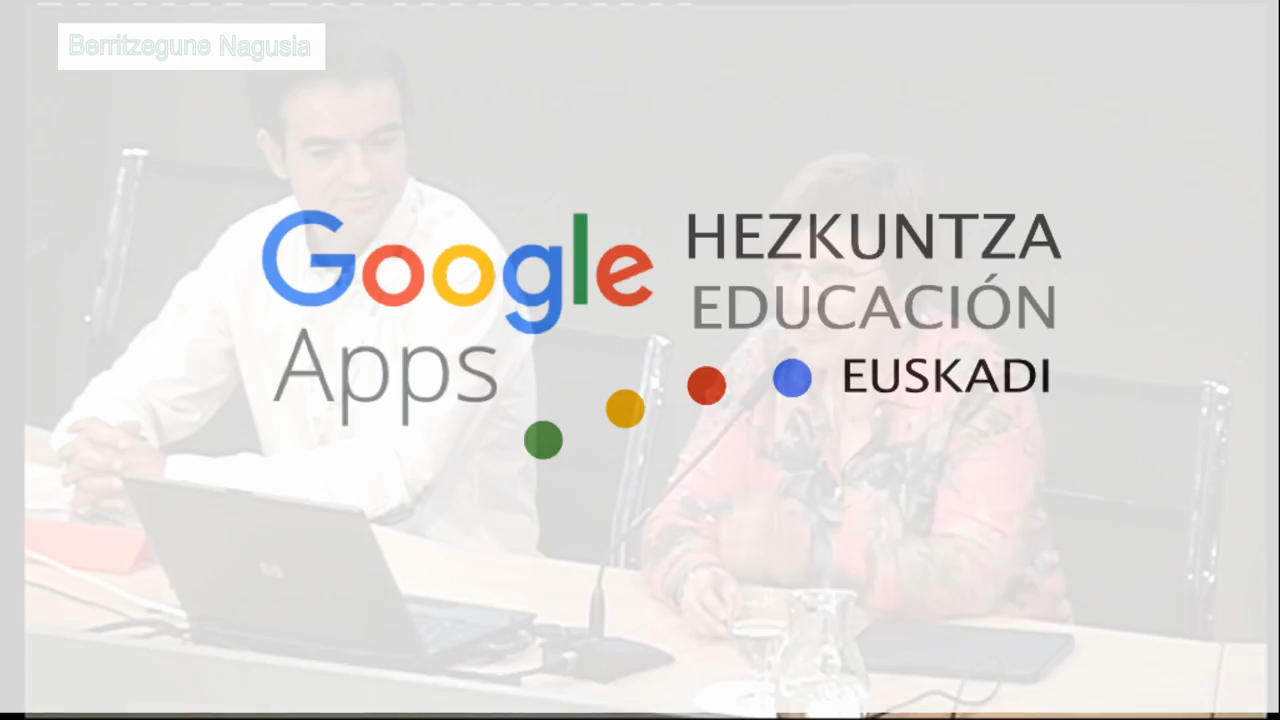 Berritzegune Nagusia
Google
Apps
HEZKUNTZA
EDUCACIÓN
EUSKADI